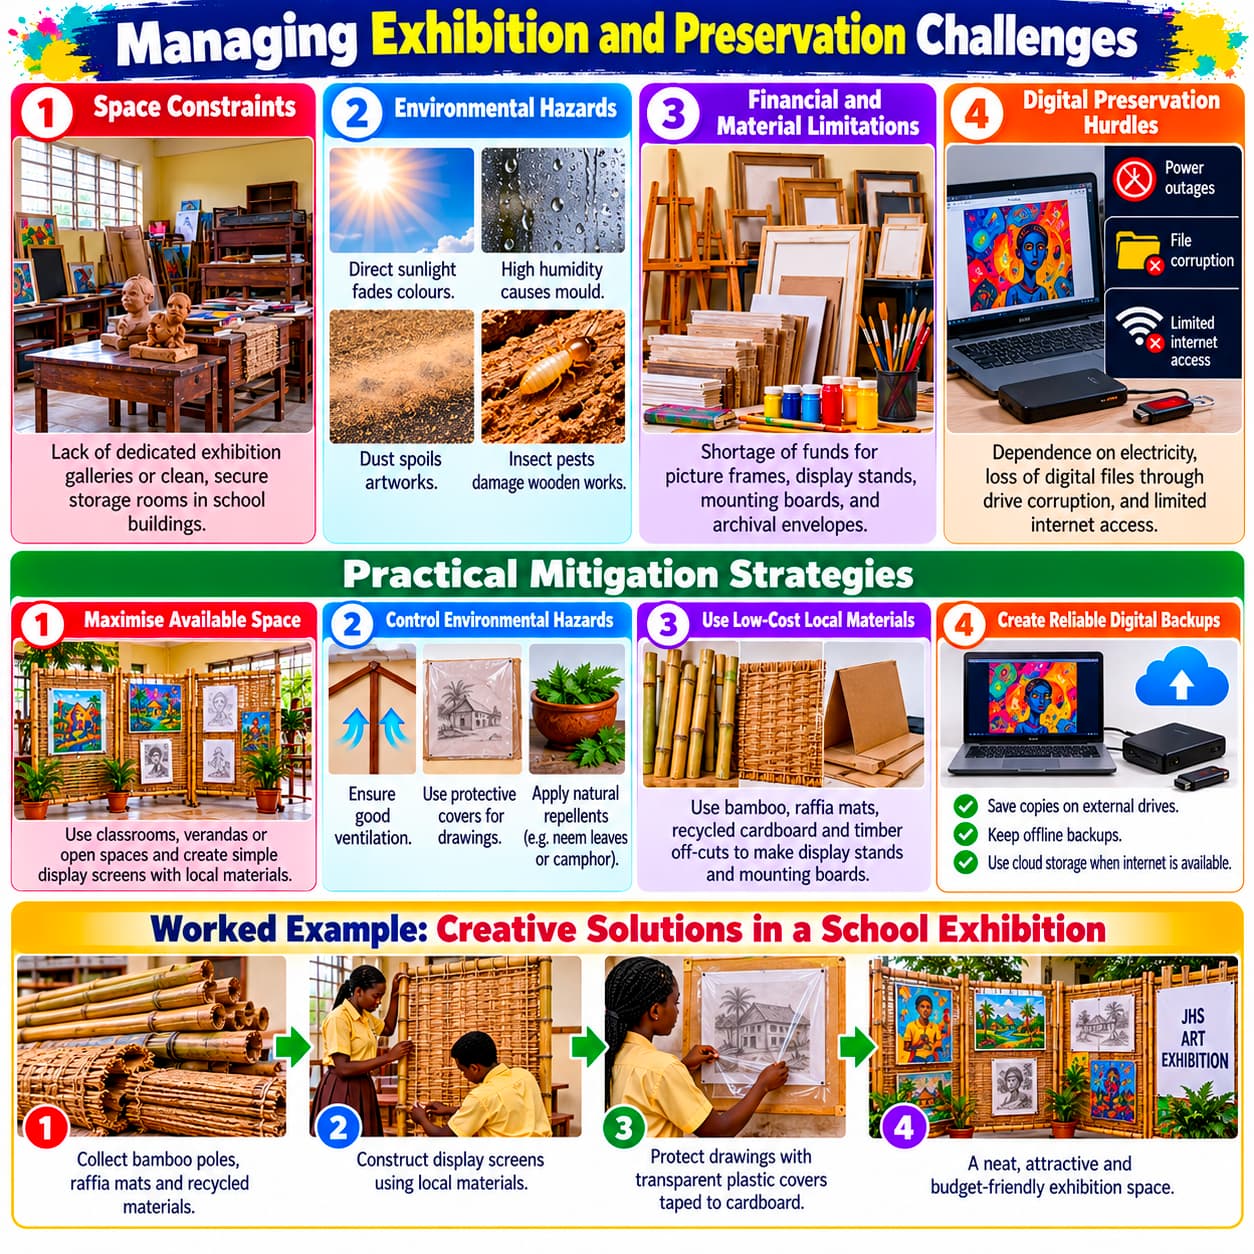 Managing Exhibition and Preservation Challenges
1
Space Constraints
Lack of dedicated exhibition
galleries or clean, secure
storage rooms in school
buildings.
2
Environmental Hazards
Direct sunlight
fades colours.
High humidity
causes mould.
Dust spoils
artworks.
Insect pests
damage wooden works.
3
Financial and
Material Limitations
Shortage of funds for
picture frames, display stands,
mounting boards, and
archival envelopes.
4
Digital Preservation
Hurdles
Power
outages
File
corruption
Limited
internet
access
Dependence on electricity,
loss of digital files through
drive corruption, and limited
internet access.
Practical Mitigation Strategies
1
Maximise Available Space
Use classrooms, verandas or
open spaces and create simple
display screens with local materials.
2
Control Environmental Hazards
Ensure
good
ventilation.
Use protective
covers for
drawings.
Apply natural
repellents
(e.g. neem leaves
or camphor).
3
Use Low-Cost Local Materials
Use bamboo, raffia mats,
recycled cardboard and timber
off-cuts to make display stands
and mounting boards.
4
Create Reliable Digital Backups
Save copies on external drives.
Keep offline backups.
Use cloud storage when internet is available.
Worked Example: Creative Solutions in a School Exhibition
1
Collect bamboo poles,
raffia mats and recycled
materials.
2
Construct display screens
using local materials.
3
Protect drawings with
transparent plastic covers
taped to cardboard.
JHS
ART
EXHIBITION
4
A neat, attractive and
budget-friendly exhibition space.